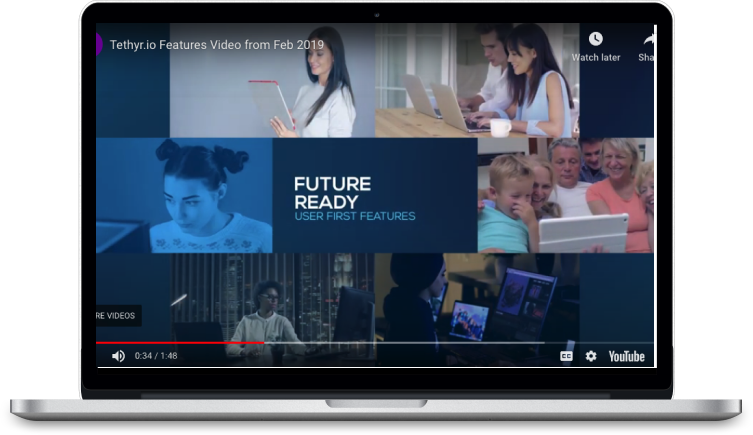 Tethyr.io Features Video from Feb 2019
Watch later
Sha
FUTURE
READY
USER FIRST FEATURES
RE VIDEOS
0:34 / 1:48
CC
YouTube